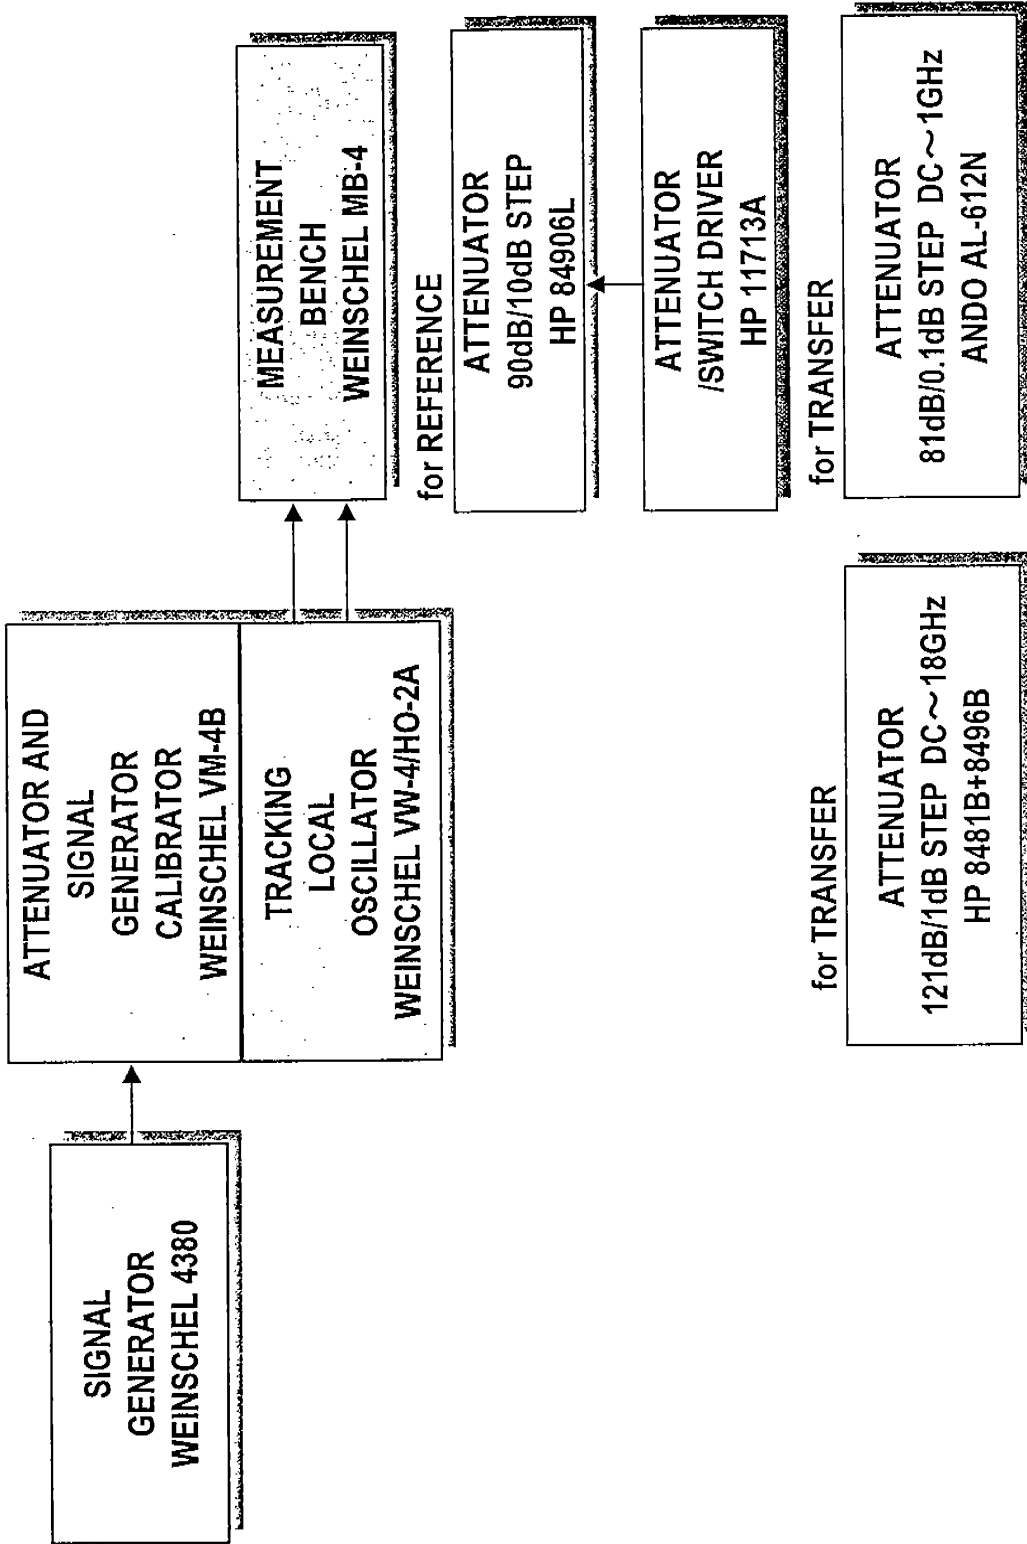 SIGNAL
GENERATOR
WEINSCHEL 4380
ATTENUATOR AND
SIGNAL
GENERATOR
CALIBRATOR
WEINSCHEL VM-4B
TRACKING
LOCAL
OSCILLATOR
WEINSCHEL VW-4/HO-2A
MEASUREMENT
BENCH
WEINSCHEL MB-4
for REFERENCE
ATTENUATOR
90dB/10dB STEP
HP 84906L
ATTENUATOR
/SWITCH DRIVER
HP 11713A
for TRANSFER
ATTENUATOR
121dB/1dB STEP DC～18GHz
HP 8481B+8496B
for TRANSFER
ATTENUATOR
81dB/0.1dB STEP DC～1GHz
ANDO AL-612N